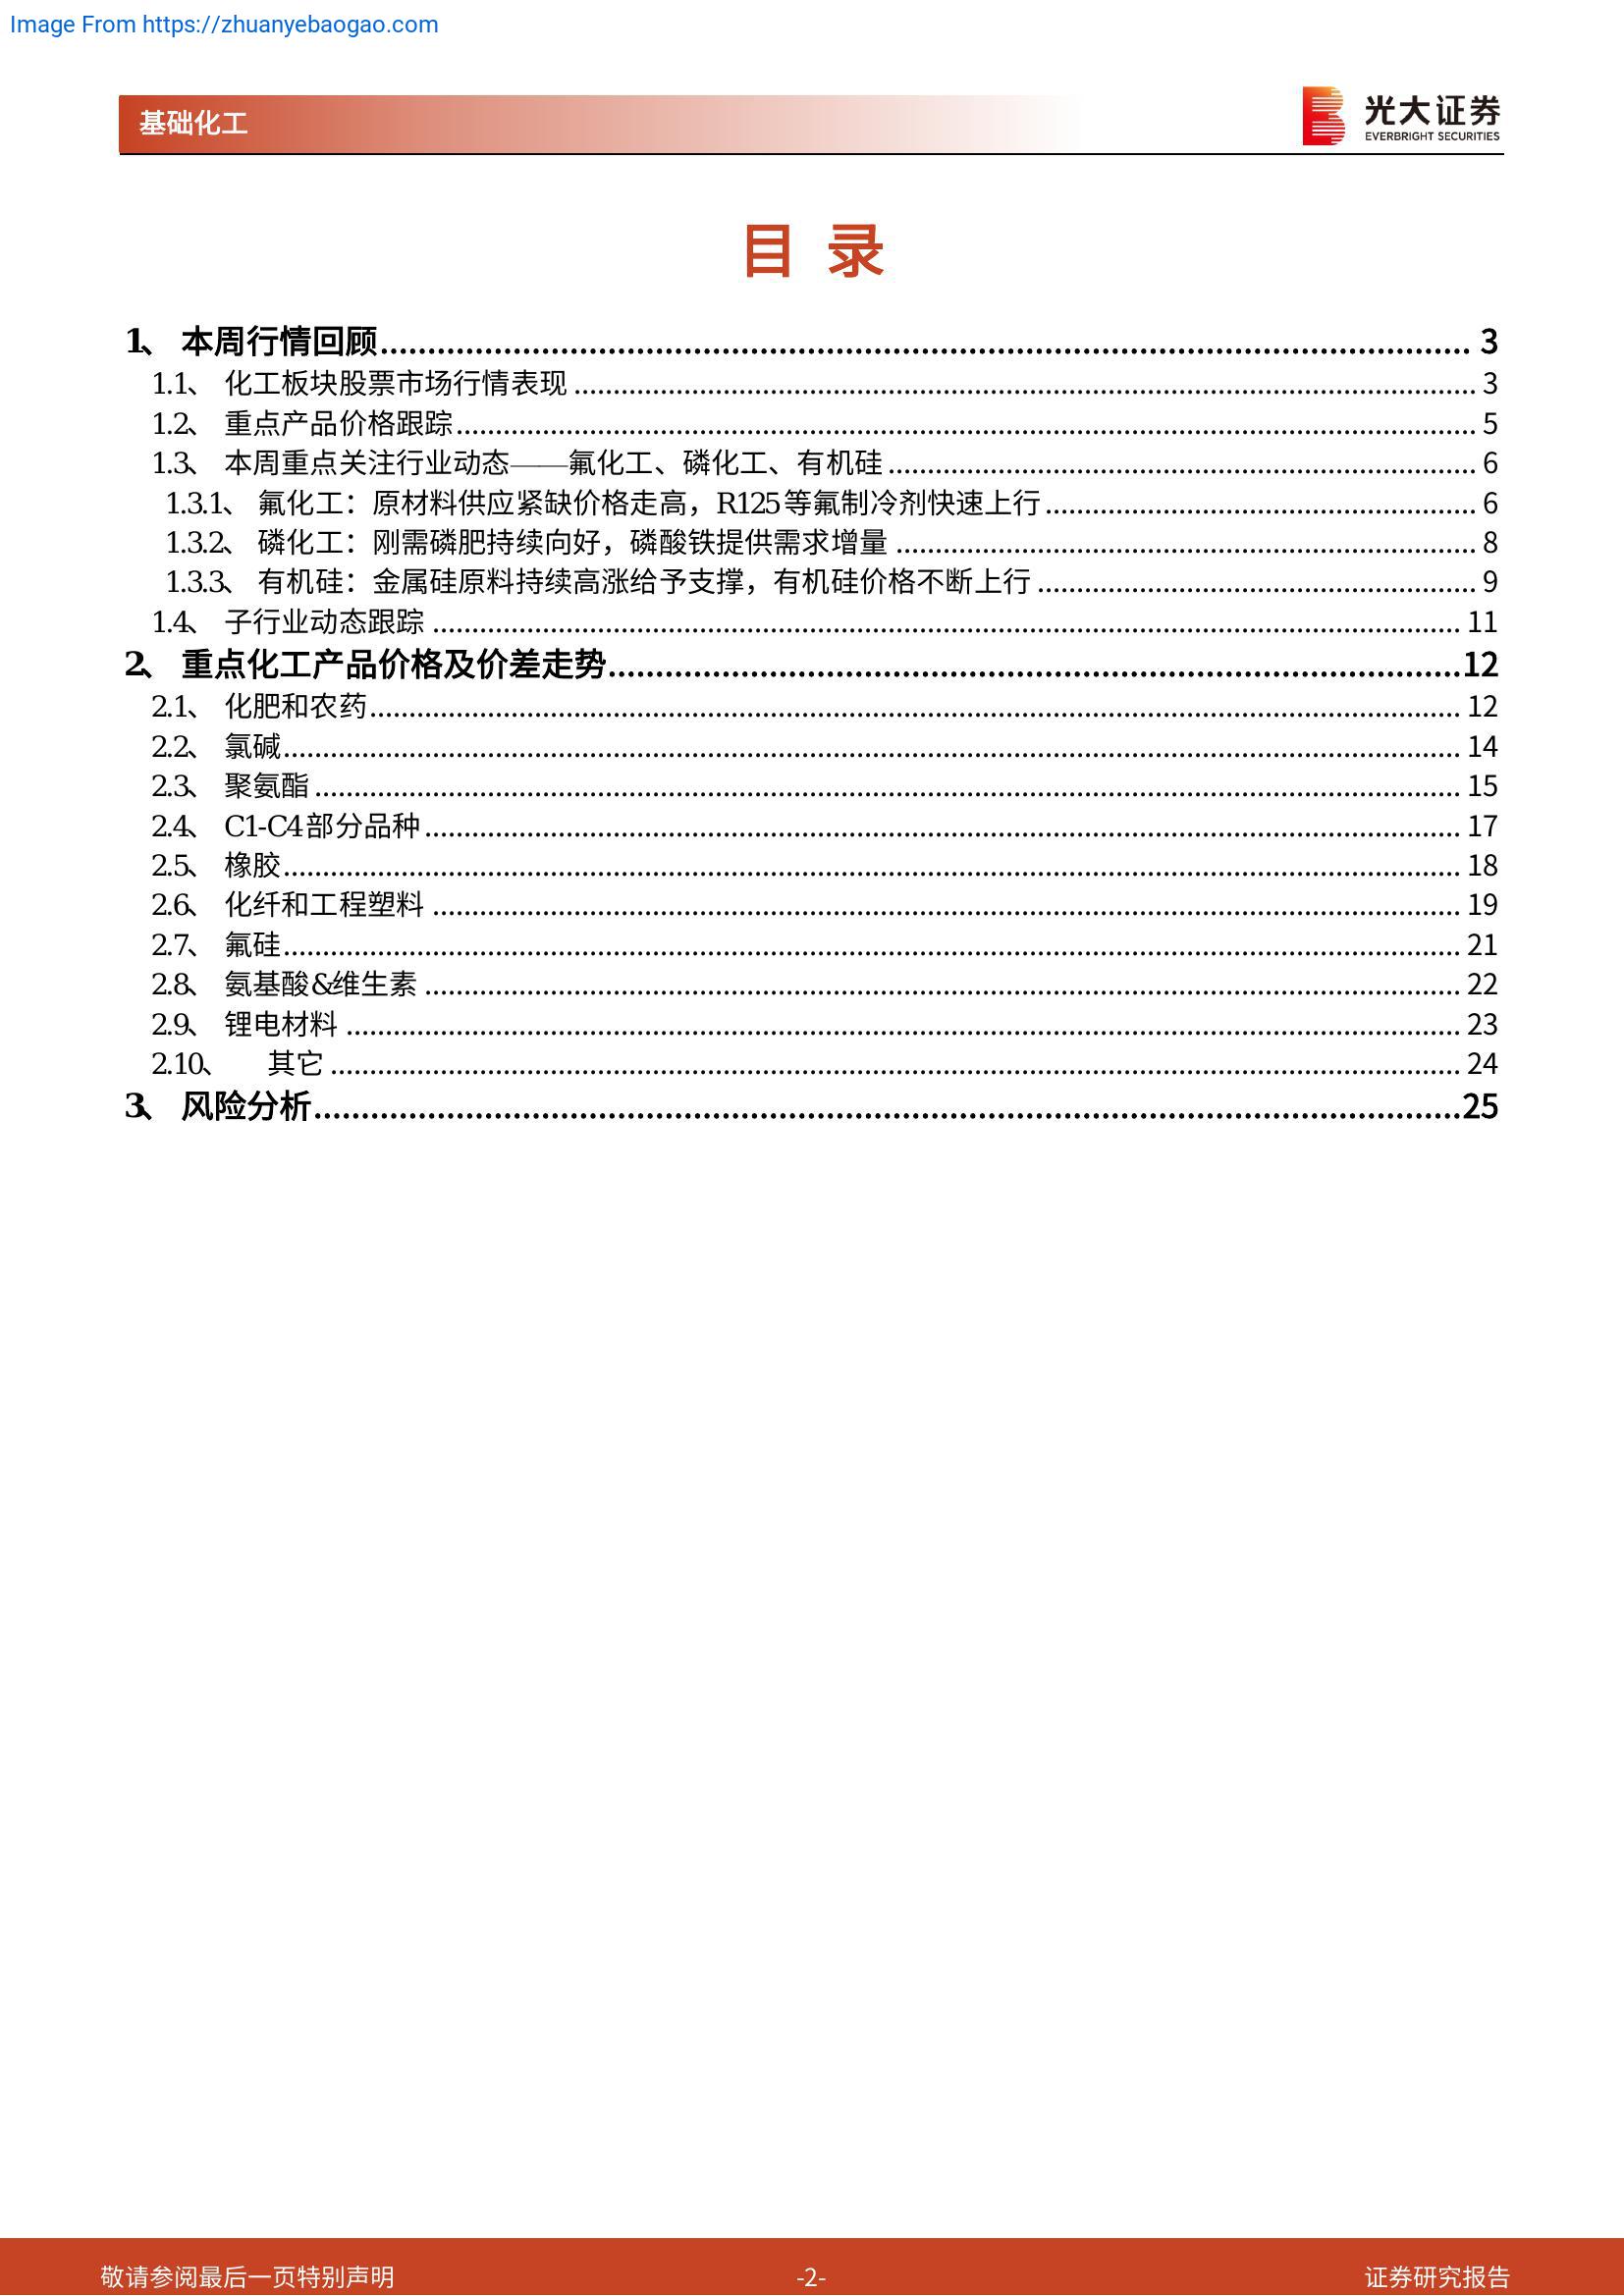 Image From https://zhuanyebaogao.com
基础化工
光大证券
EVERBRIGHT SECURITIES
目 录
1、 本周行情回顾 3
1.1、 化工板块股票市场行情表现 3
1.2、 重点产品价格跟踪 5
1.3、 本周重点关注行业动态——氟化工、磷化工、有机硅 6
1.3.1、 氟化工：原材料供应紧缺价格走高，R125等氟制冷剂快速上行 6
1.3.2、 磷化工：刚需磷肥持续向好，磷酸铁提供需求增量 8
1.3.3、 有机硅：金属硅原料持续高涨给予支撑，有机硅价格不断上行 9
1.4、 子行业动态跟踪 11
2、 重点化工产品价格及价差走势 12
2.1、 化肥和农药 12
2.2、 氯碱 14
2.3、 聚氨酯 15
2.4、 C1-C4部分品种 17
2.5、 橡胶 18
2.6、 化纤和工程塑料 19
2.7、 氟硅 21
2.8、 氨基酸&维生素 22
2.9、 锂电材料 23
2.10、 其它 24
3、 风险分析 25
敬请参阅最后一页特别声明
-2-
证券研究报告